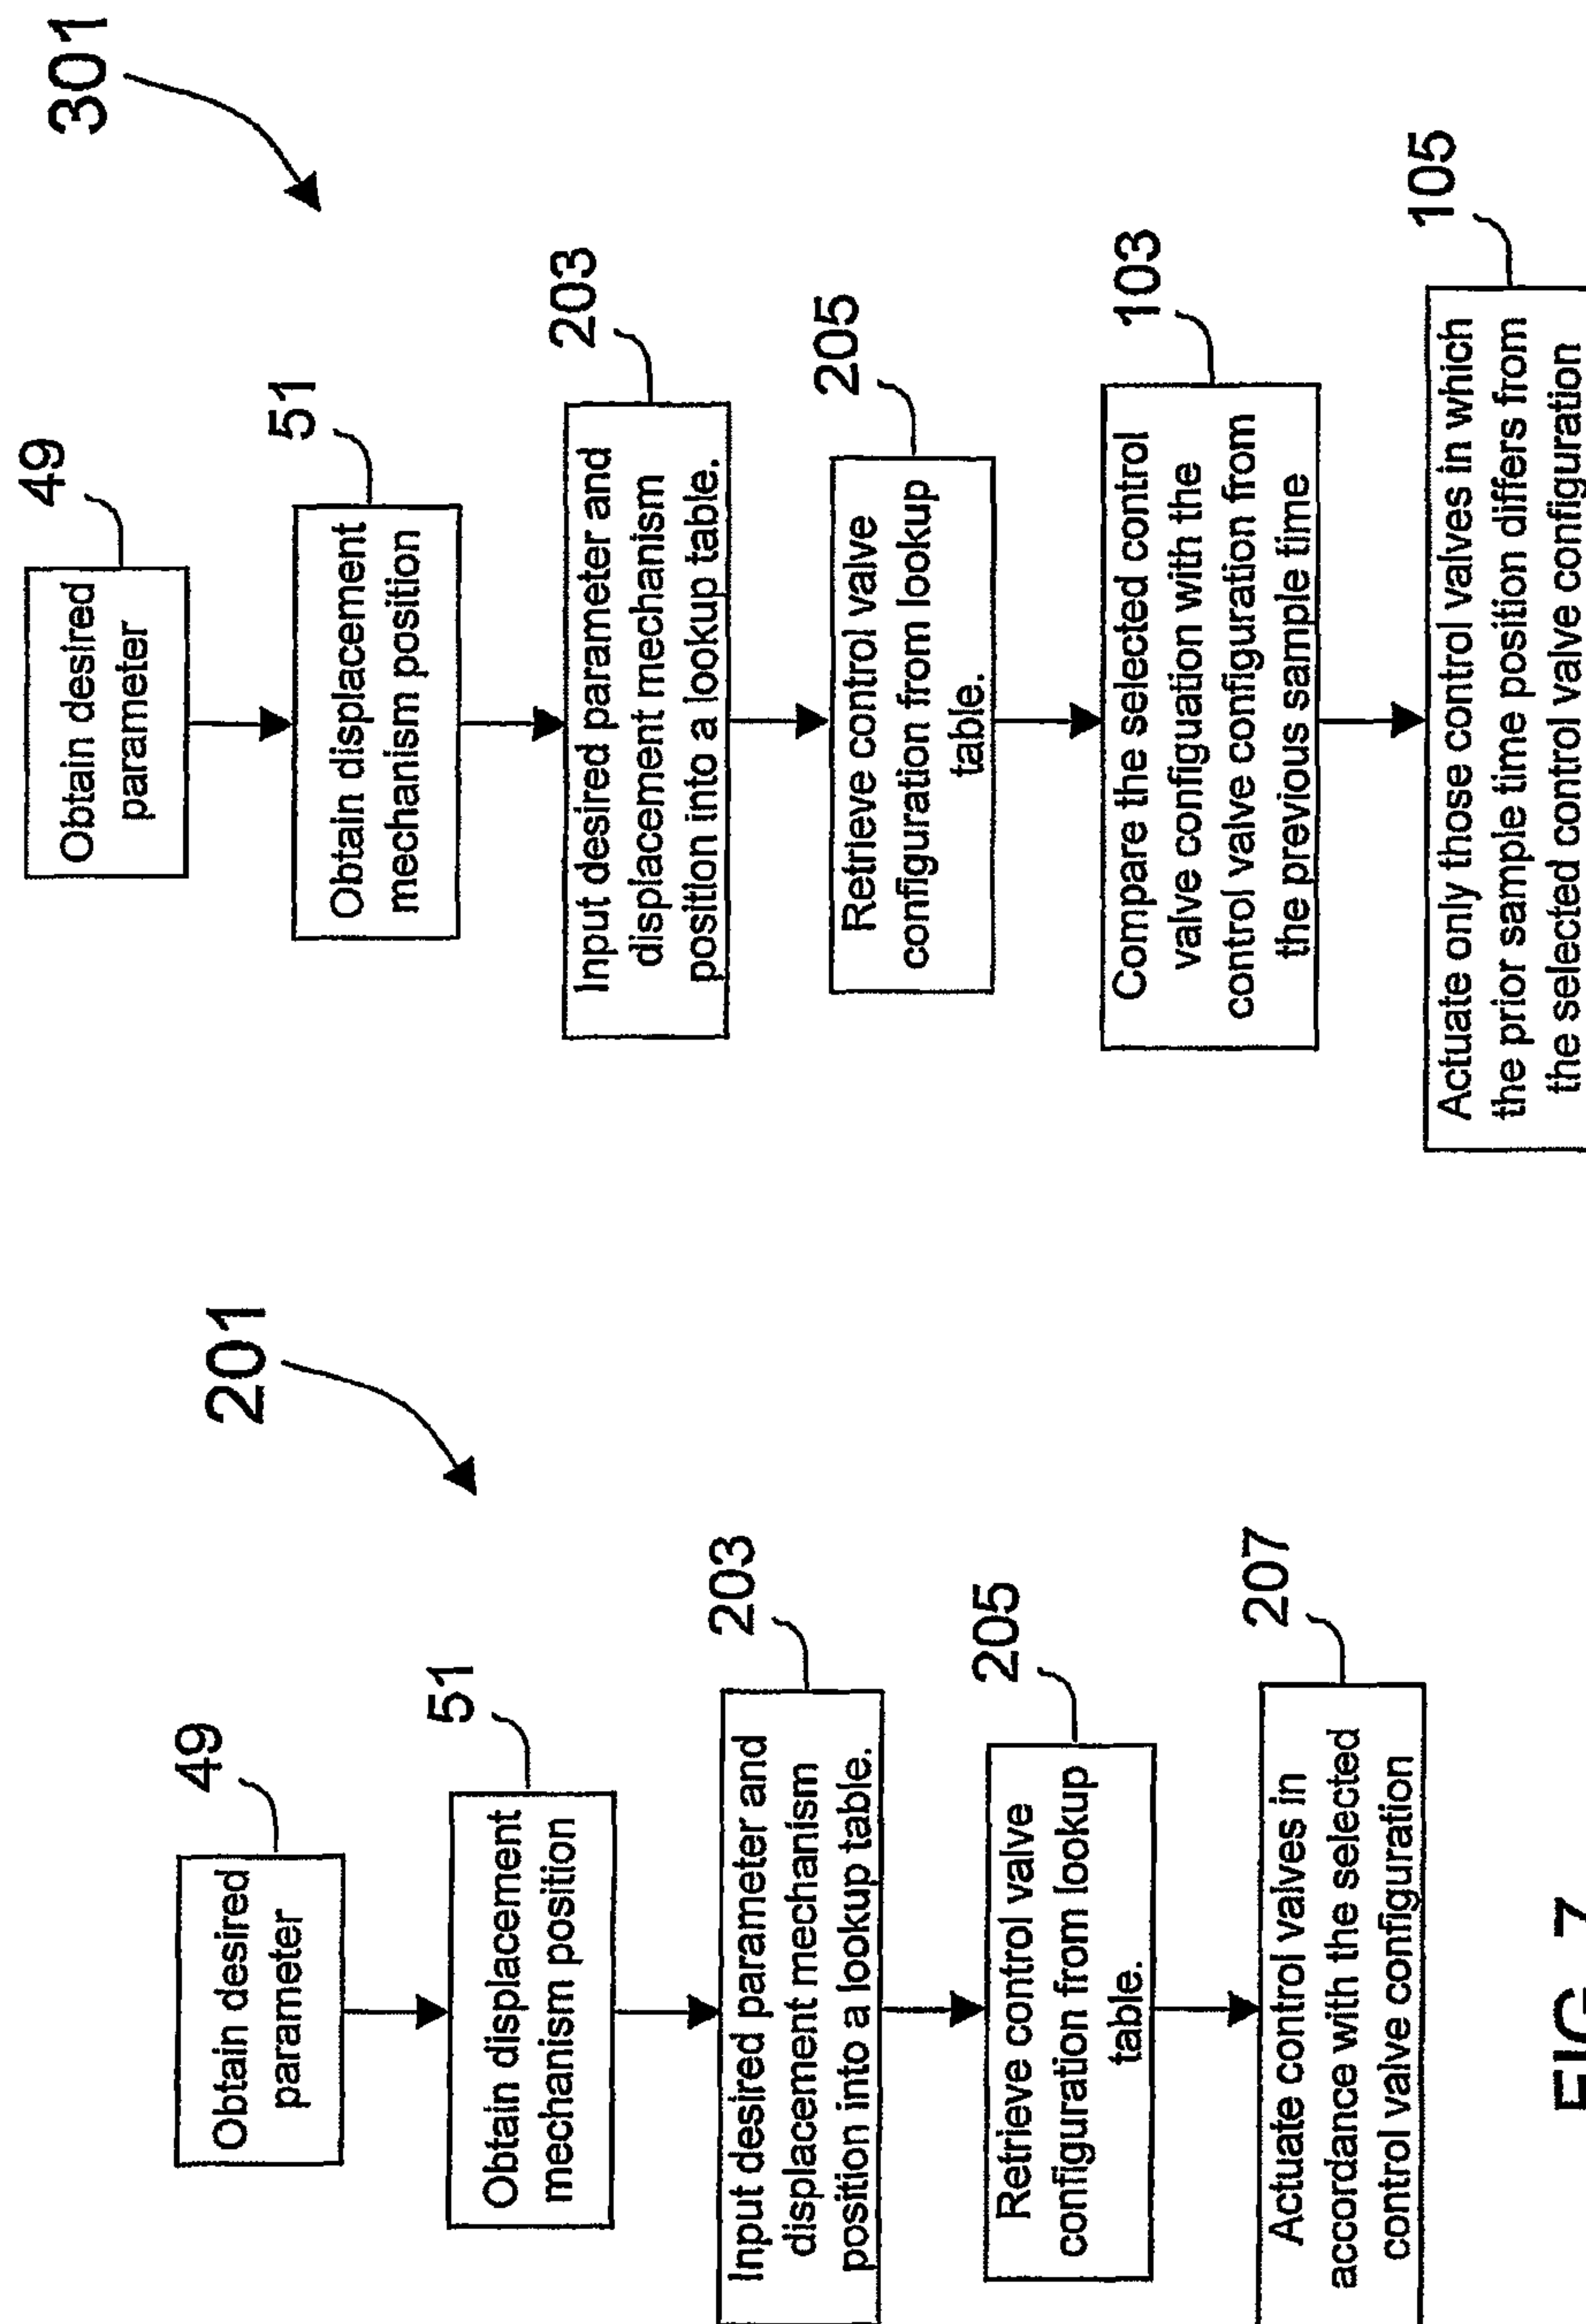 201
49
Obtain desired
parameter
51
Obtain displacement
mechanism position
203
Input desired parameter and
displacement mechanism
position into a lookup table.
205
Retrieve control valve
configuration from lookup
table.
207
Actuate control valves in
accordance with the selected
control valve configuration
FIG. 7
301
49
Obtain desired
parameter
51
Obtain displacement
mechanism position
203
Input desired parameter and
displacement mechanism
position into a lookup table.
205
Retrieve control valve
configuration from lookup
table.
103
Compare the selected control
valve configuation with the
control valve configuration from
the previous sample time
105
Actuate only those control valves in which
the prior sample time position differs from
the selected control valve configuration